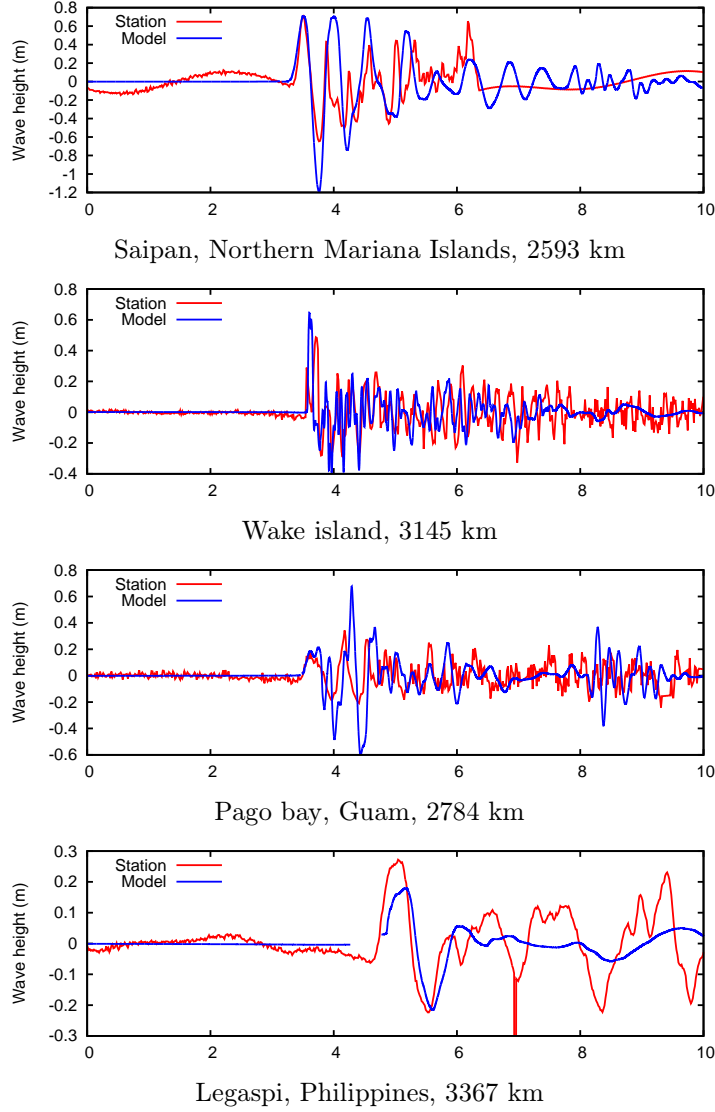 Wave height (m)
0.8
0.6
0.4
0.2
0
-0.2
-0.4
-0.6
-0.8
-1
-1.2
Station
Model
0 2 4 6 8 10
Saipan, Northern Mariana Islands, 2593 km
Wave height (m)
0.8
0.6
0.4
0.2
0
-0.2
-0.4
Station
Model
0 2 4 6 8 10
Wake island, 3145 km
Wave height (m)
0.8
0.6
0.4
0.2
0
-0.2
-0.4
-0.6
Station
Model
0 2 4 6 8 10
Pago bay, Guam, 2784 km
Wave height (m)
0.3
0.2
0.1
0
-0.1
-0.2
-0.3
Station
Model
0 2 4 6 8 10
Legaspi, Philippines, 3367 km